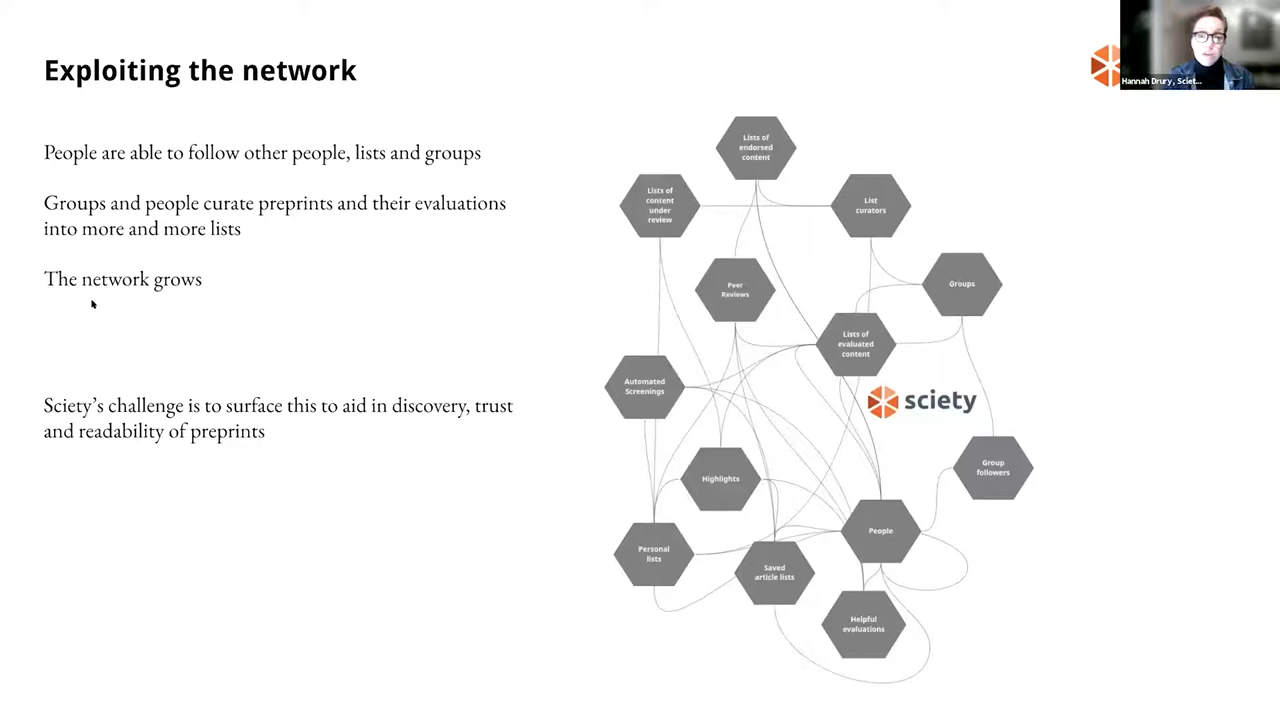 Exploiting the network
Hannah Drury, Sciet...
People are able to follow other people, lists and groups
Groups and people curate preprints and their evaluations
into more and more lists
The network grows
Sciety’s challenge is to surface this to aid in discovery, trust
and readability of preprints
Lists of
endorsed
content
Lists of
content
under
review
List
curators
Peer
Reviews
Groups
Lists of
evaluated
content
Automated
Screenings
sciety
Highlights
Group
followers
People
Personal
lists
Saved
article lists
Helpful
evaluations